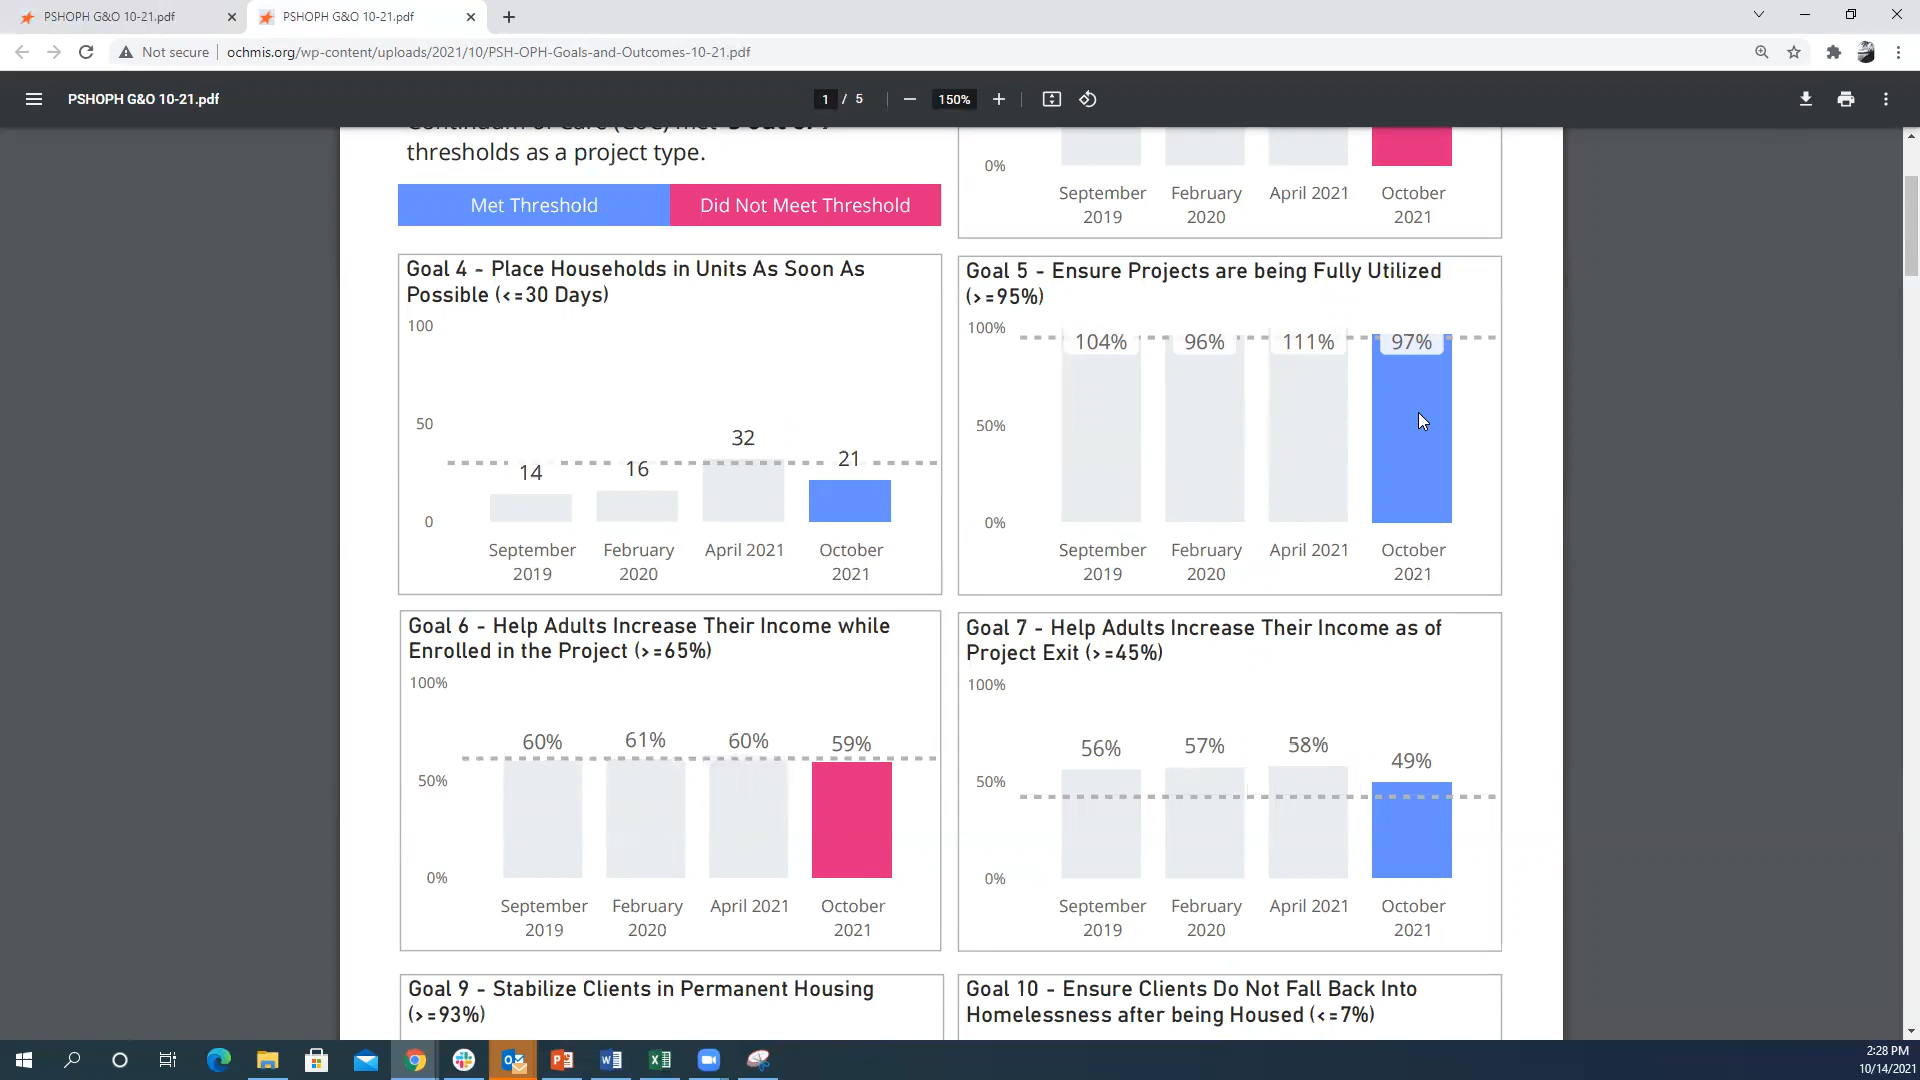 PSHOPH G&O 10-21.pdf
PSHOPH G&O 10-21.pdf
Not secure
ochmis.org/wp-content/uploads/2021/10/PSH-OPH-Goals-and-Outcomes-10-21.pdf
PSHOPH G&O 10-21.pdf
1 / 5
150%
thresholds as a project type.
Met Threshold
Did Not Meet Threshold
0%
September 2019
February 2020
April 2021
October 2021
Goal 4 - Place Households in Units As Soon As
Possible (<=30 Days)
100
50
0
14
16
32
21
September 2019
February 2020
April 2021
October 2021
Goal 5 - Ensure Projects are being Fully Utilized
(>=95%)
100%
50%
0%
104%
96%
111%
97%
September 2019
February 2020
April 2021
October 2021
Goal 6 - Help Adults Increase Their Income while
Enrolled in the Project (>=65%)
100%
50%
0%
60%
61%
60%
59%
September 2019
February 2020
April 2021
October 2021
Goal 7 - Help Adults Increase Their Income as of
Project Exit (>=45%)
100%
50%
0%
56%
57%
58%
49%
September 2019
February 2020
April 2021
October 2021
Goal 9 - Stabilize Clients in Permanent Housing
(>=93%)
Goal 10 - Ensure Clients Do Not Fall Back Into
Homelessness after being Housed (<=7%)
2:28 PM
10/14/2021